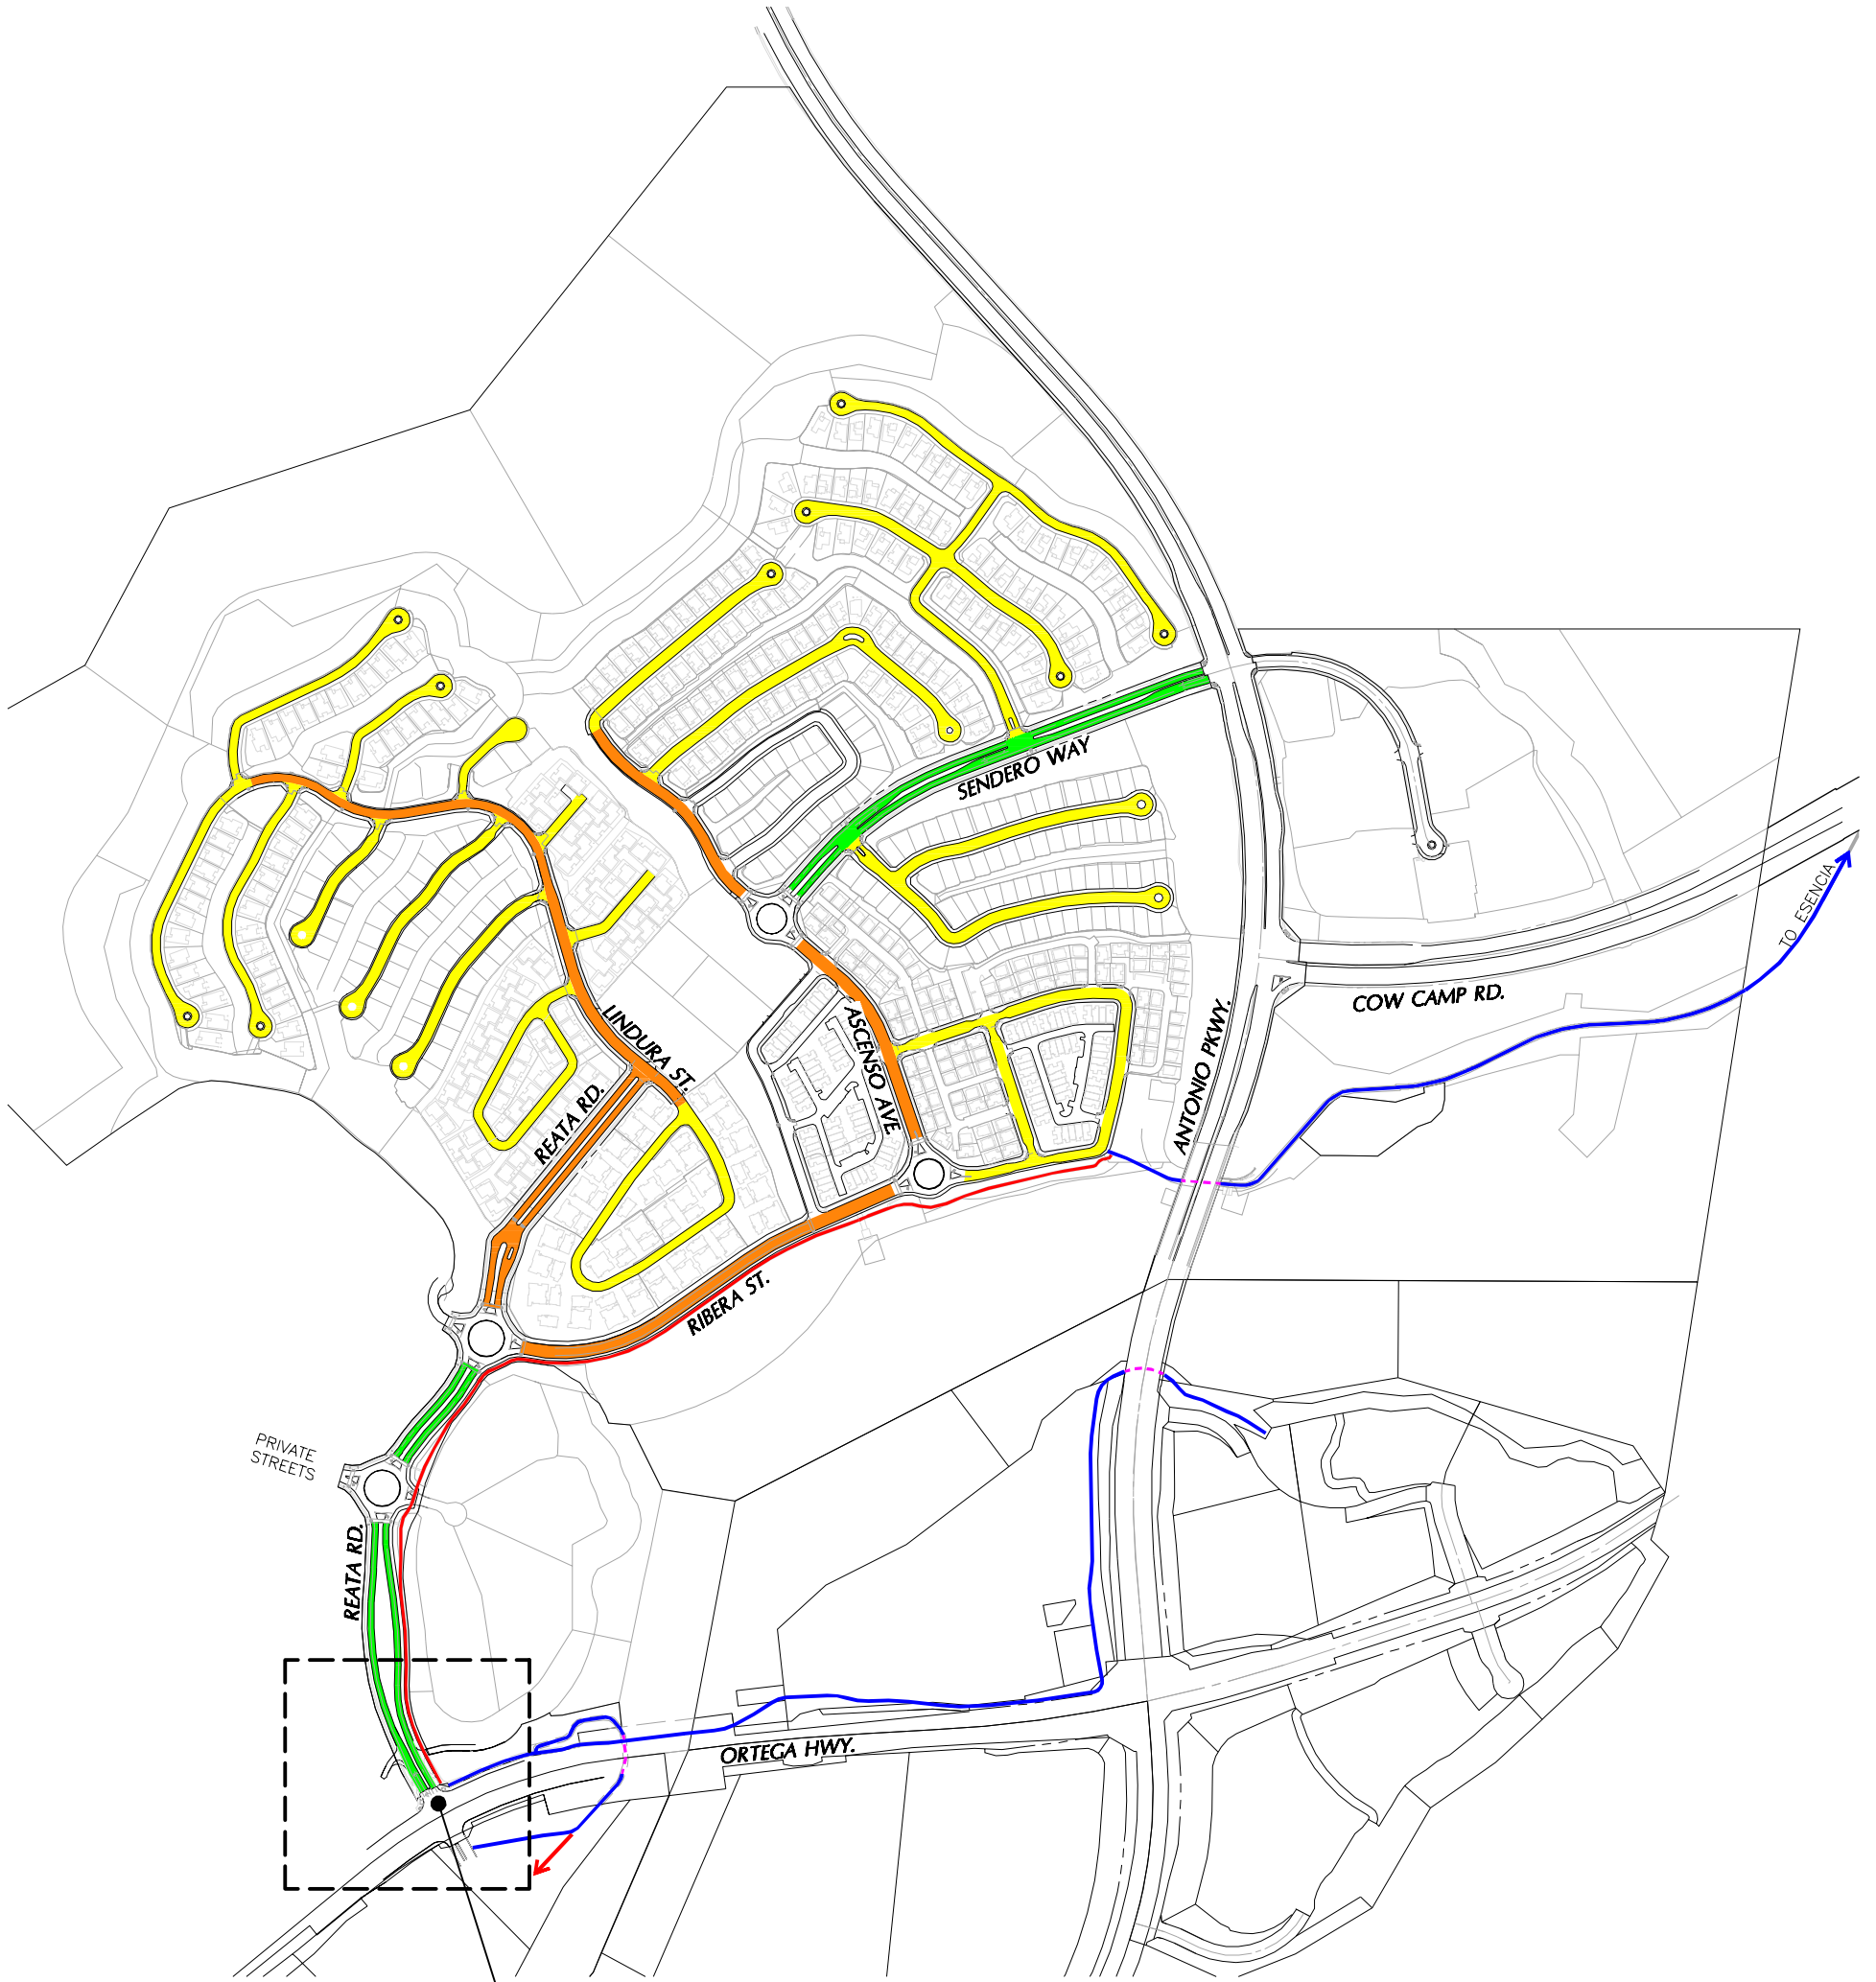 SENDERO WAY
TO ESENCIA
COW CAMP RD.
ANTONIO PKWY.
ASCENSO AVE
LINDURA ST.
REATA RD.
RIBERA ST.
PRIVATE
STREETS
REATA RD.
ORTEGA HWY.